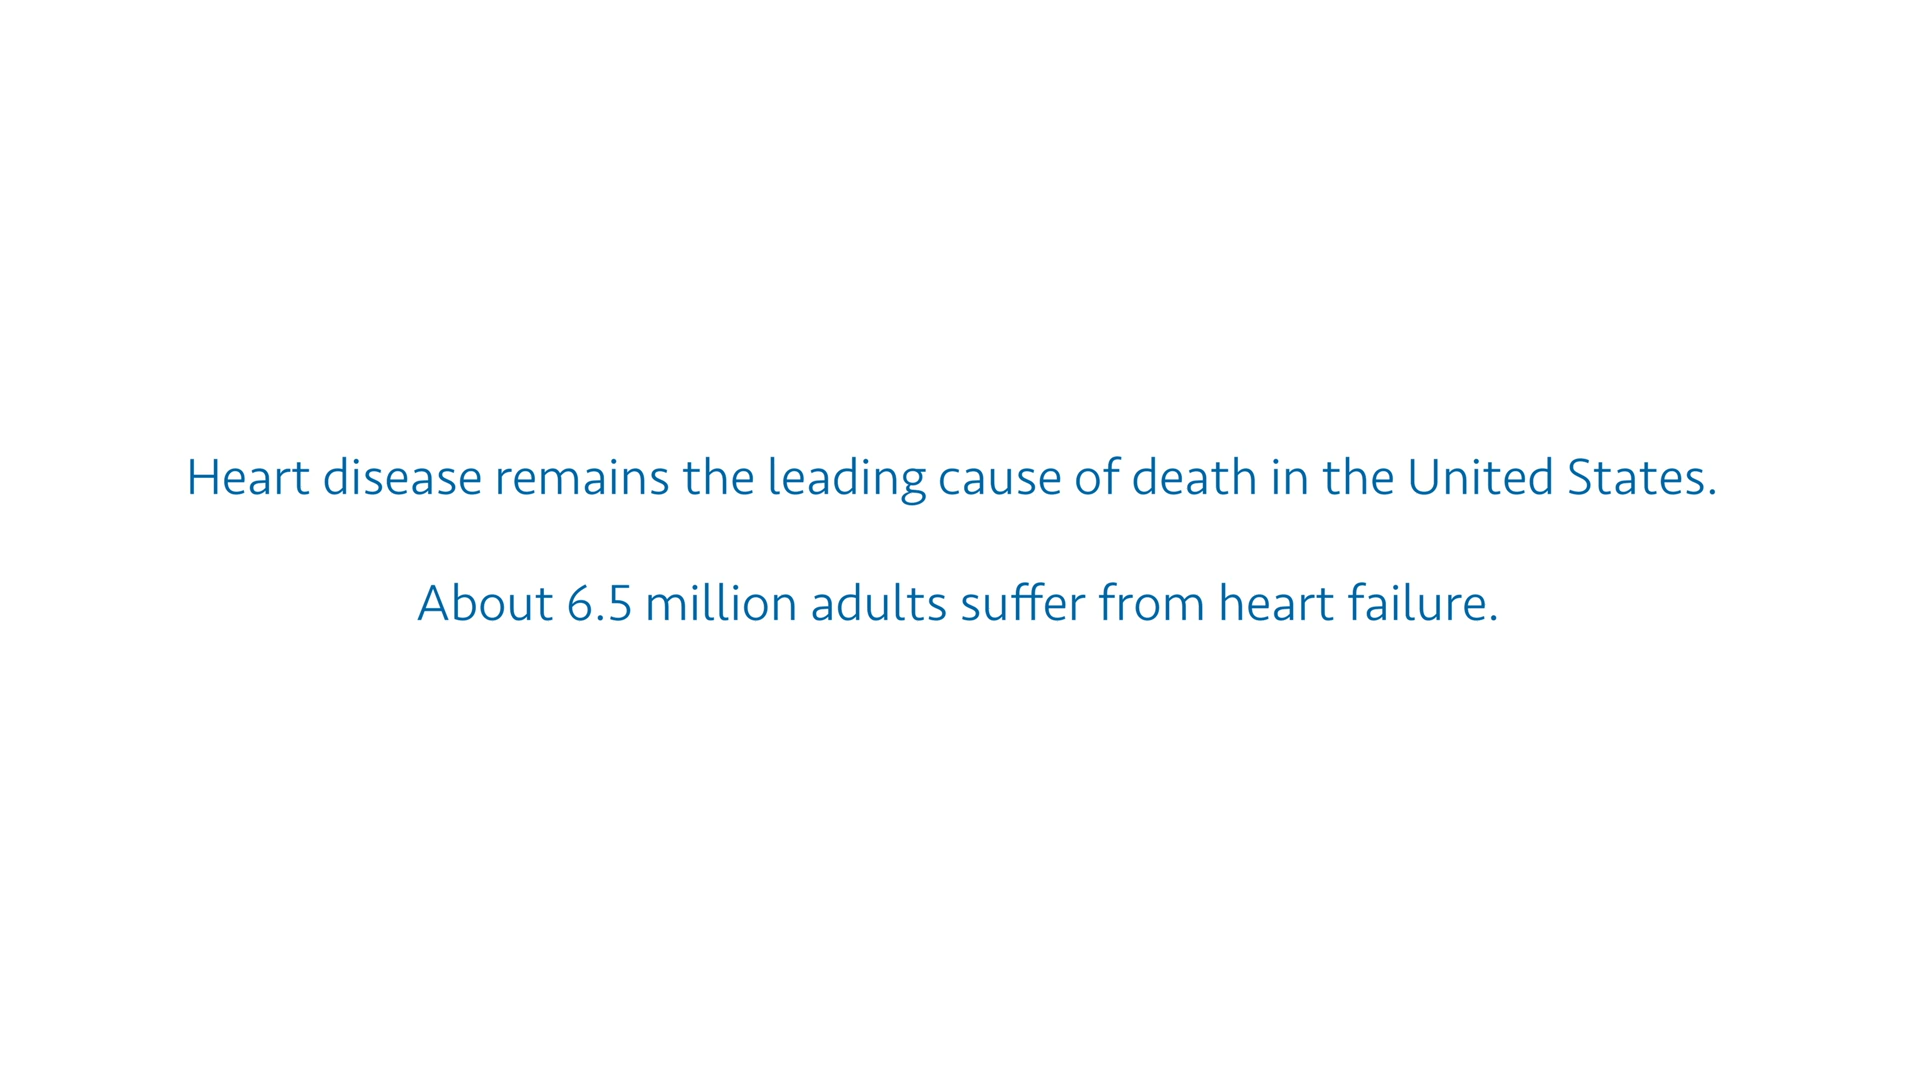 Heart disease remains the leading cause of death in the United States.
About 6.5 million adults suffer from heart failure.